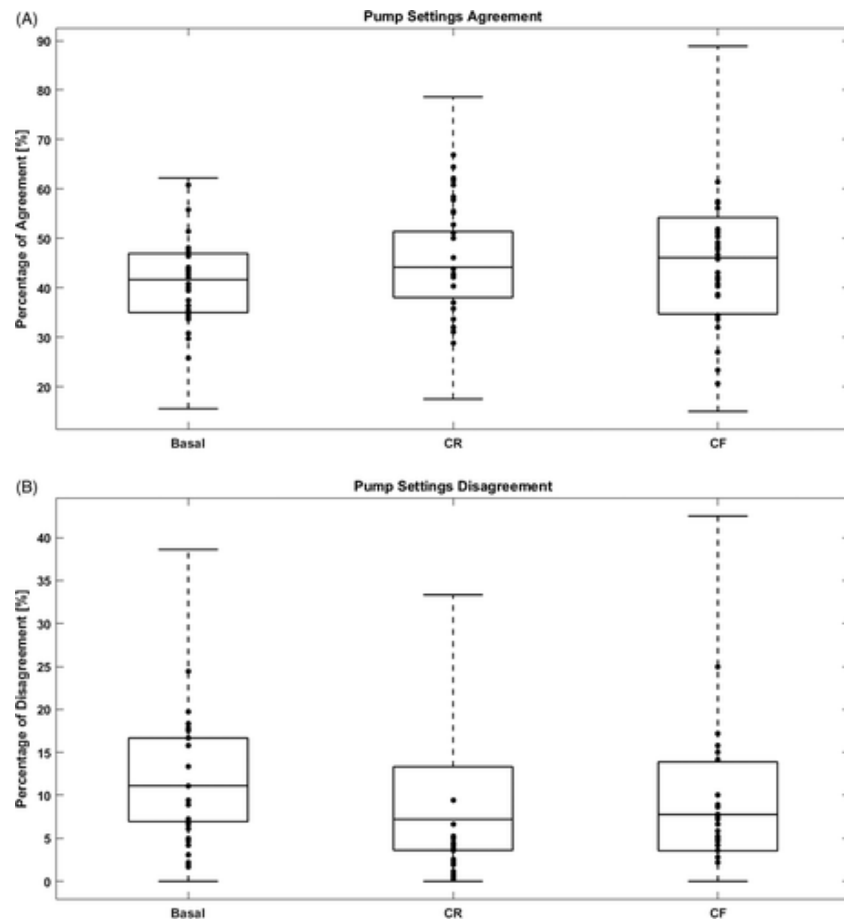 (A)
Pump Settings Agreement
Percentage of Agreement [%]
90
80
70
60
50
40
30
20
Basal CR CF
(B)
Pump Settings Disagreement
Percentage of Disagreement [%]
40
35
30
25
20
15
10
5
0
Basal CR CF